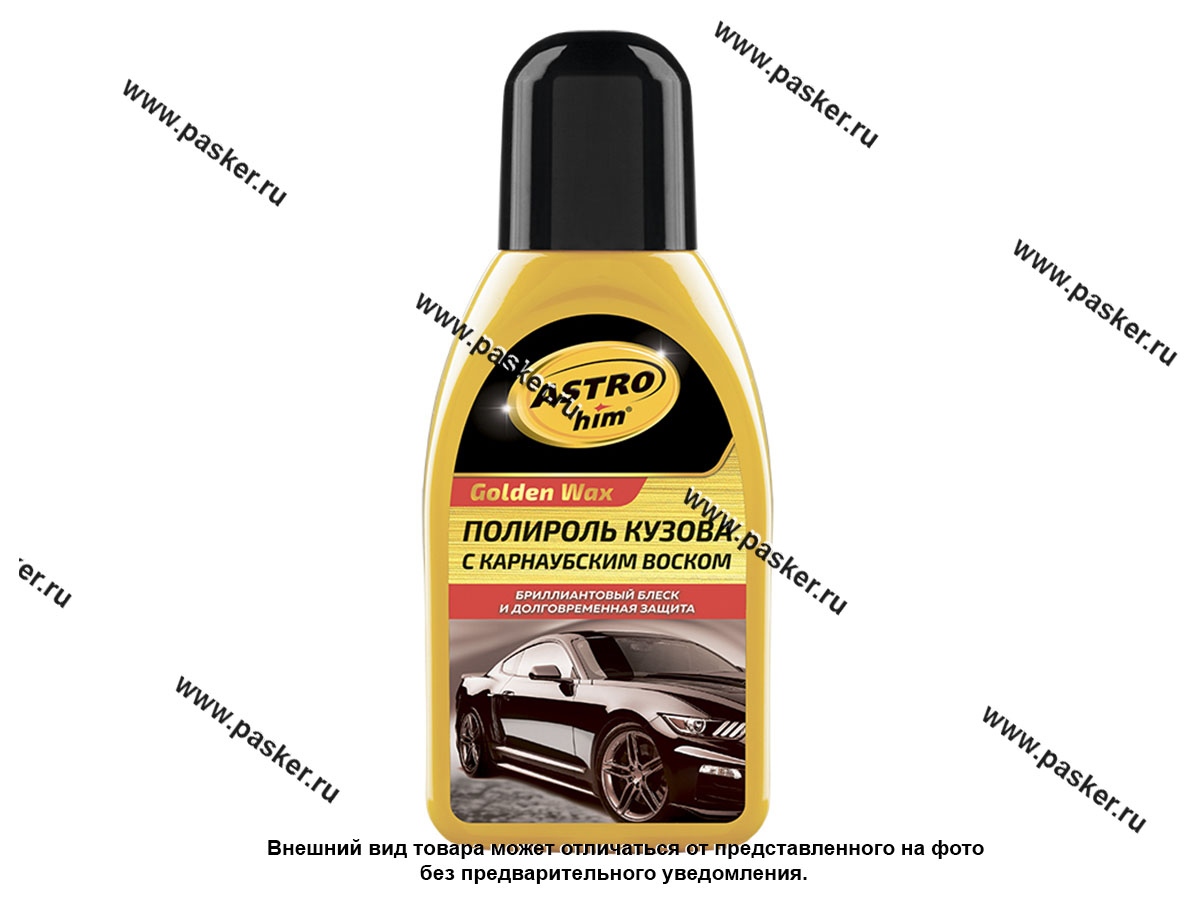 www.pasker.ru
www.pasker.ru
www.pasker.ru
www.pasker.ru
ASTRO
him®
Golden Wax
www.pasker.ru
ПОЛИРОЛЬ КУЗОВА
С КАРНАУБСКИМ ВОСКОМ
ker.ru
БРИЛЛИАНТОВЫЙ БЛЕСК
И ДОЛГОВРЕМЕННАЯ ЗАЩИТА
www.pasker.ru
www.pasker.ru
Внешний вид товара может отличаться от представленного на фото
без предварительного уведомления.